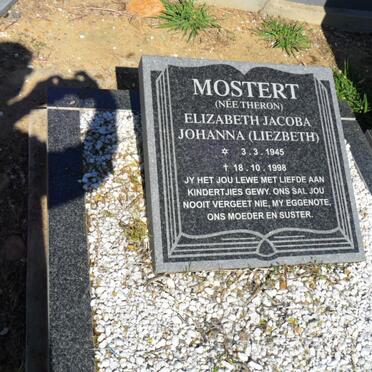 MOSTERT
(NÉE THERON)
ELIZABETH JACOBA
JOHANNA (LIEZBETH)
✡ 3.3.1945
† 18.10.1998
JY HET JOU LEWE MET LIEFDE AAN
KINDERTJIES GEWY. ONS SAL JOU
NOOIT VERGEET NIE, MY EGGENOTE,
ONS MOEDER EN SUSTER.